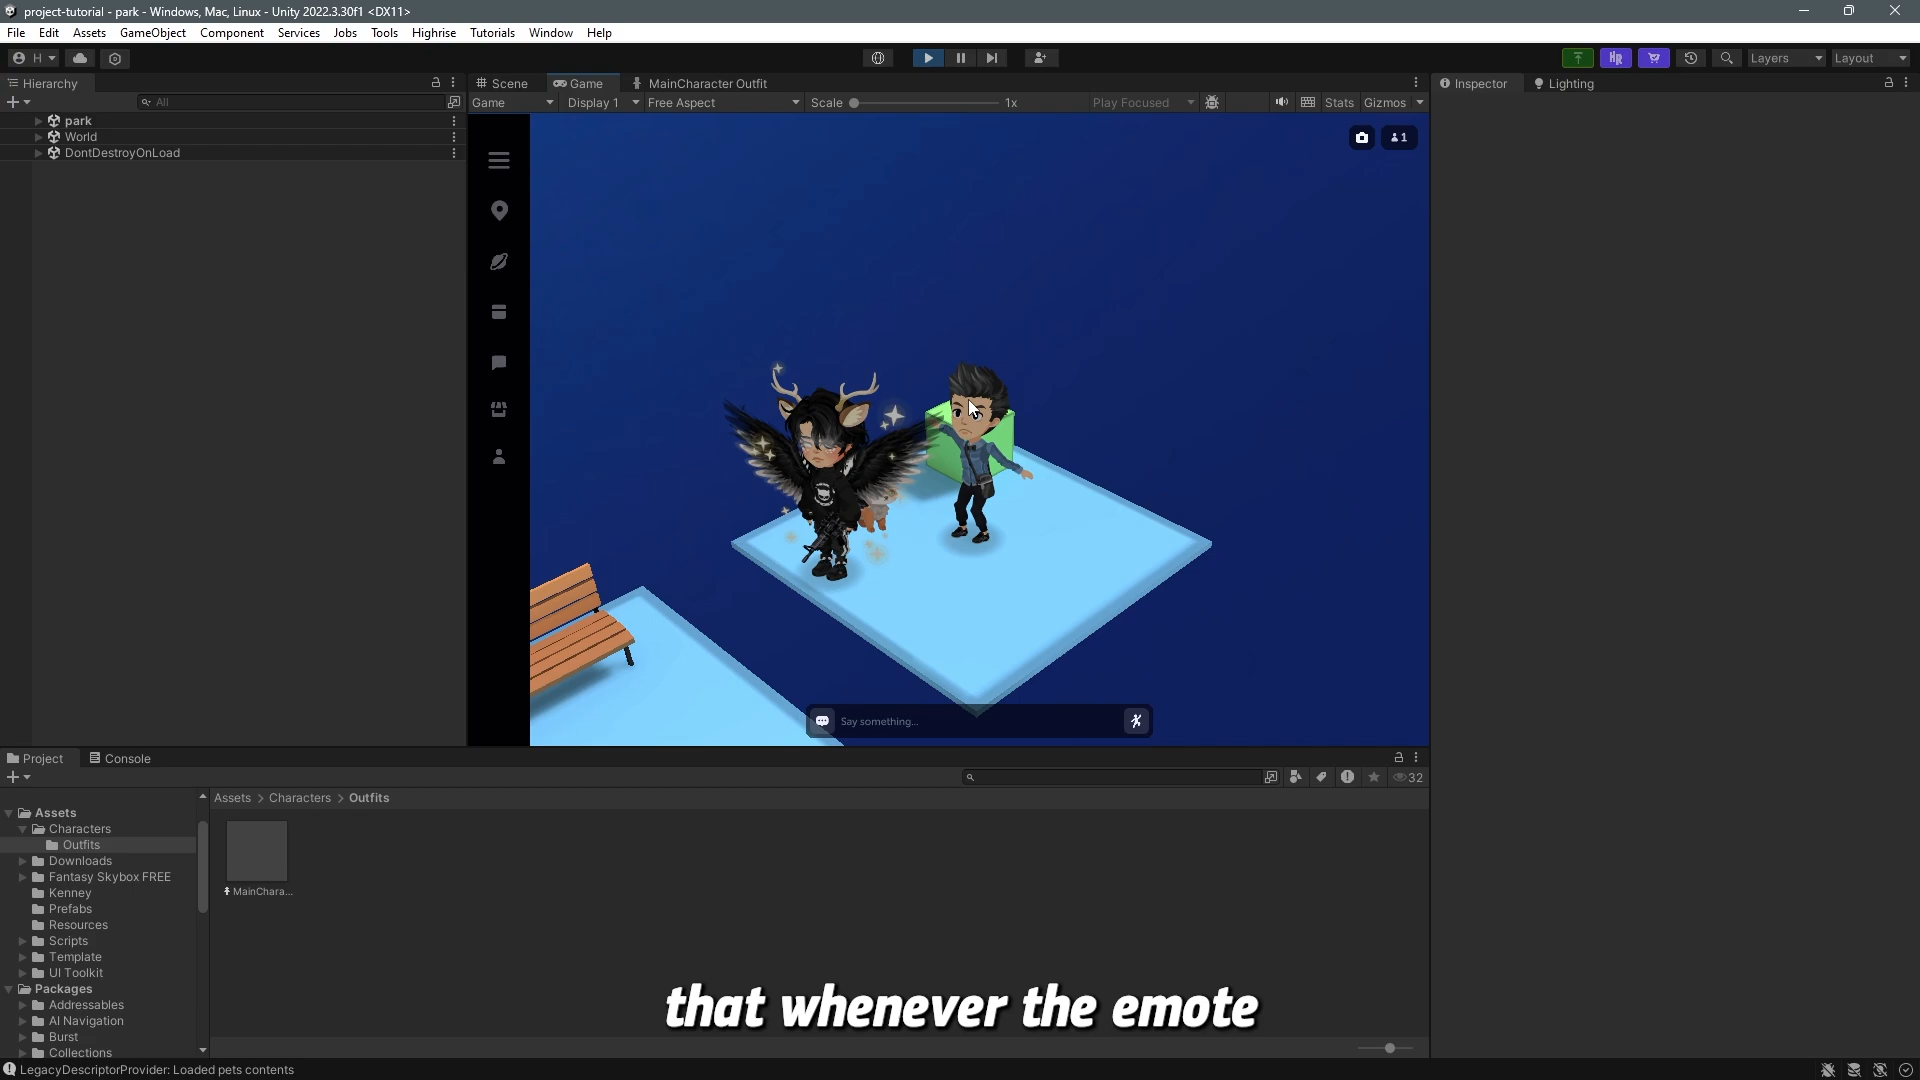 project-tutorial - park - Windows, Mac, Linux - Unity 2022.3.30f1 <DX11>
File Edit Assets GameObject Component Services Jobs Tools Highrise Tutorials Window Help
H
HR
Layers
Layout
Hierarchy
Scene
Game
MainCharacter Outfit
Inspector
Lighting
All
Game
Display 1
Free Aspect
Scale
1x
Play Focused
Stats
Gizmos
park
World
DontDestroyOnLoad
1
Say something...
Project
Console
32
Assets > Characters > Outfits
Assets
Characters
Outfits
Downloads
Fantasy Skybox FREE
Kenney
Prefabs
Resources
Scripts
Template
UI Toolkit
Packages
Addressables
AI Navigation
Burst
Collections
MainChara...
that whenever the emote
LegacyDescriptorProvider: Loaded pets contents